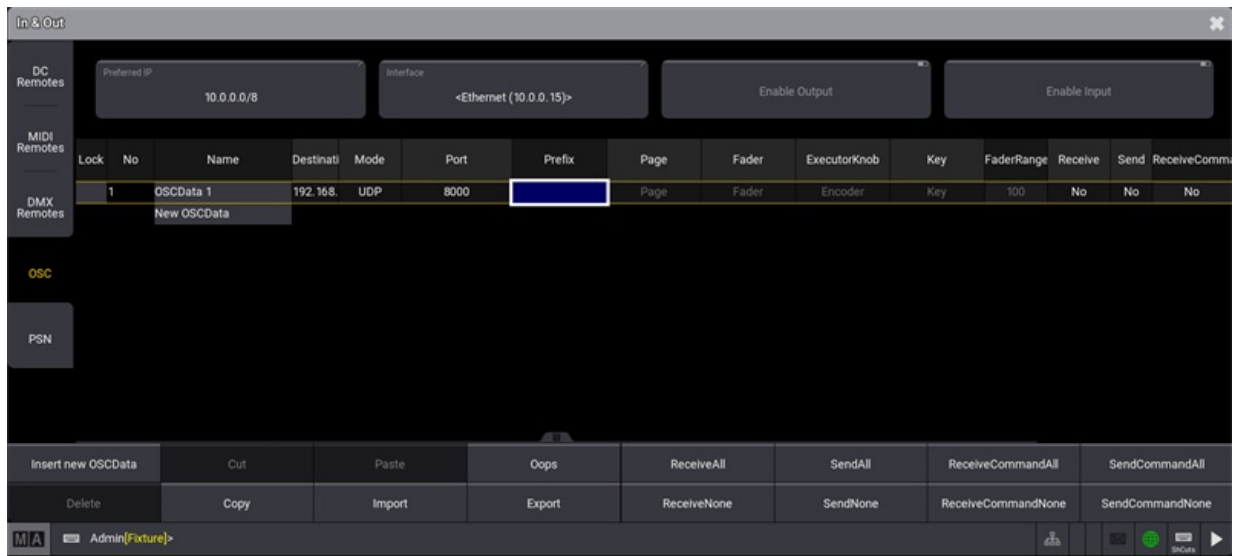 In & Out
DC
Remotes
MIDI
Remotes
DMX
Remotes
OSC
PSN
Preferred IP
10.0.0.0/8
Interface
<Ethernet (10.0.0.15)>
Enable Output
Enable Input
Lock No Name Destinati Mode Port Prefix Page Fader ExecutorKnob Key FaderRange Receive Send ReceiveComma
1 OSCData 1 192.168. UDP 8000 Page Fader Encoder Key 100 No No No
New OSCData
Insert new OSCData Cut Paste Oops ReceiveAll SendAll ReceiveCommandAll SendCommandAll
Delete Copy Import Export ReceiveNone SendNone ReceiveCommandNone SendCommandNone
MA Admin[Fixture]>
ShCuts